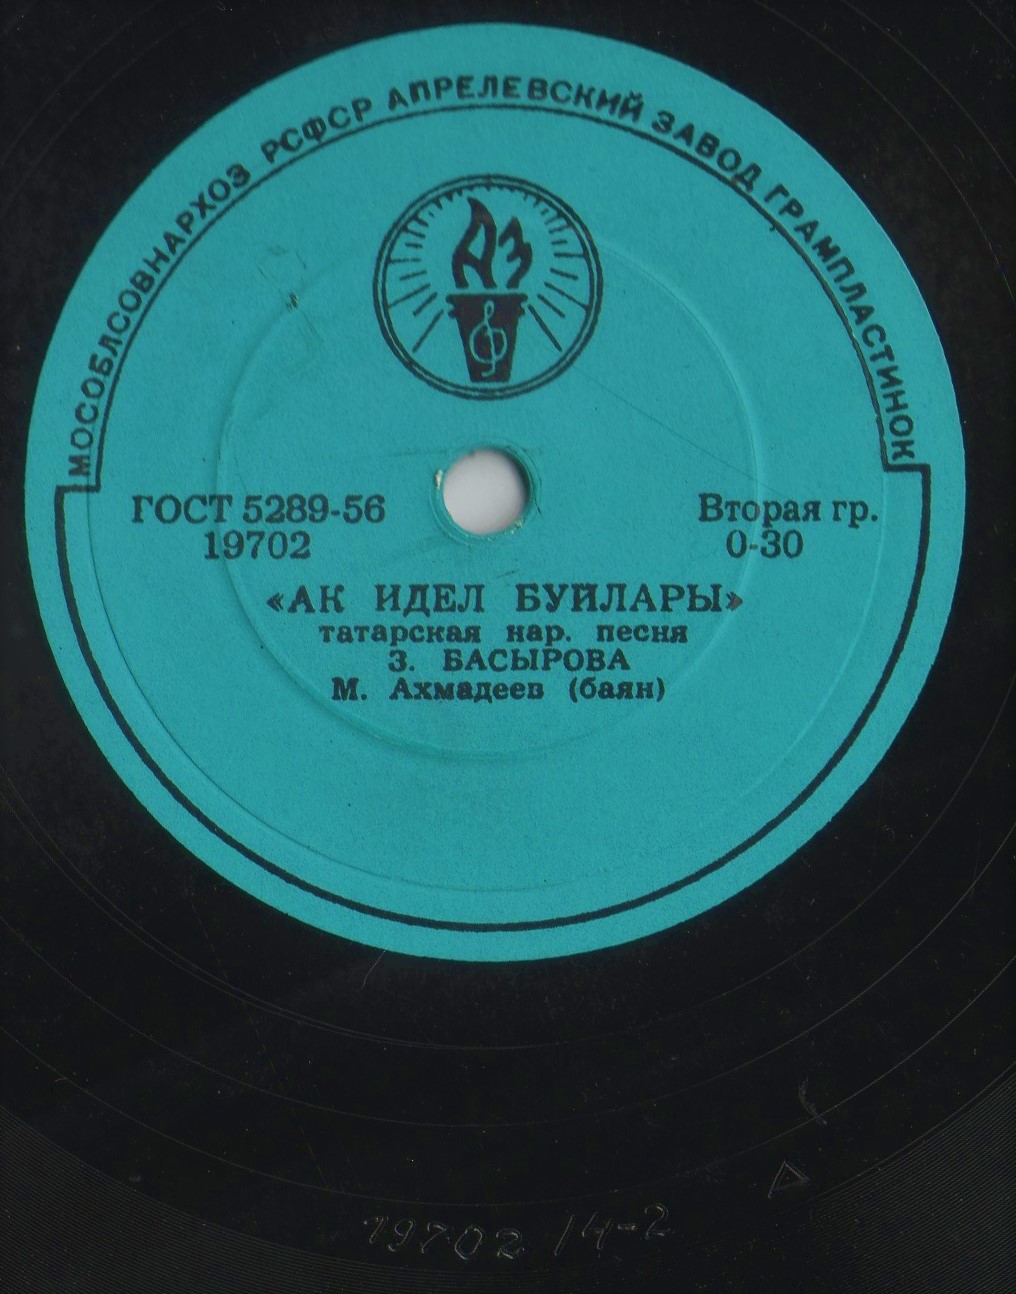 МОСОБЛСОВНАРХОЗ РСФСР АПРЕЛЕВСКИЙ ЗАВОД ГРАМПЛАСТИНОК
АЗ
ГОСТ 5289-56
19702
Вторая гр.
0-30
«АК ИДЕЛ БУЙЛАРЫ»
татарская нар. песня
З. БАСЫРОВА
М. Ахмадеев (баян)
19702 /4-2